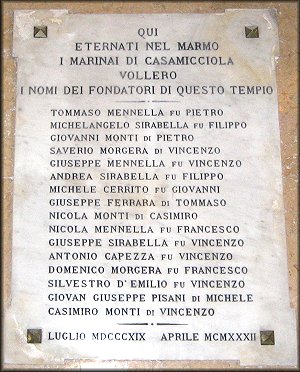 QUI
ETERNATI NEL MARMO
I MARINAI DI CASAMICCIOLA
VOLLERO
I NOMI DEI FONDATORI DI QUESTO TEMPIO
TOMMASO MENNELLA FU PIETRO
MICHELANGELO SIRABELLA FU FILIPPO
GIOVANNI MONTI DI PIETRO
SAVERIO MORGERA DI VINCENZO
GIUSEPPE MENNELLA FU VINCENZO
ANDREA SIRABELLA FU FILIPPO
MICHELE CERRITO FU GIOVANNI
GIUSEPPE FERRARA DI TOMMASO
NICOLA MONTI DI CASIMIRO
NICOLA MENNELLA FU FRANCESCO
GIUSEPPE SIRABELLA FU VINCENZO
ANTONIO CAPEZZA FU VINCENZO
DOMENICO MORGERA FU FRANCESCO
SILVESTRO D'EMILIO FU VINCENZO
GIOVAN GIUSEPPE PISANI DI MICHELE
CASIMIRO MONTI DI VINCENZO
LUGLIO MDCCCXIX APRILE MCMXXXII